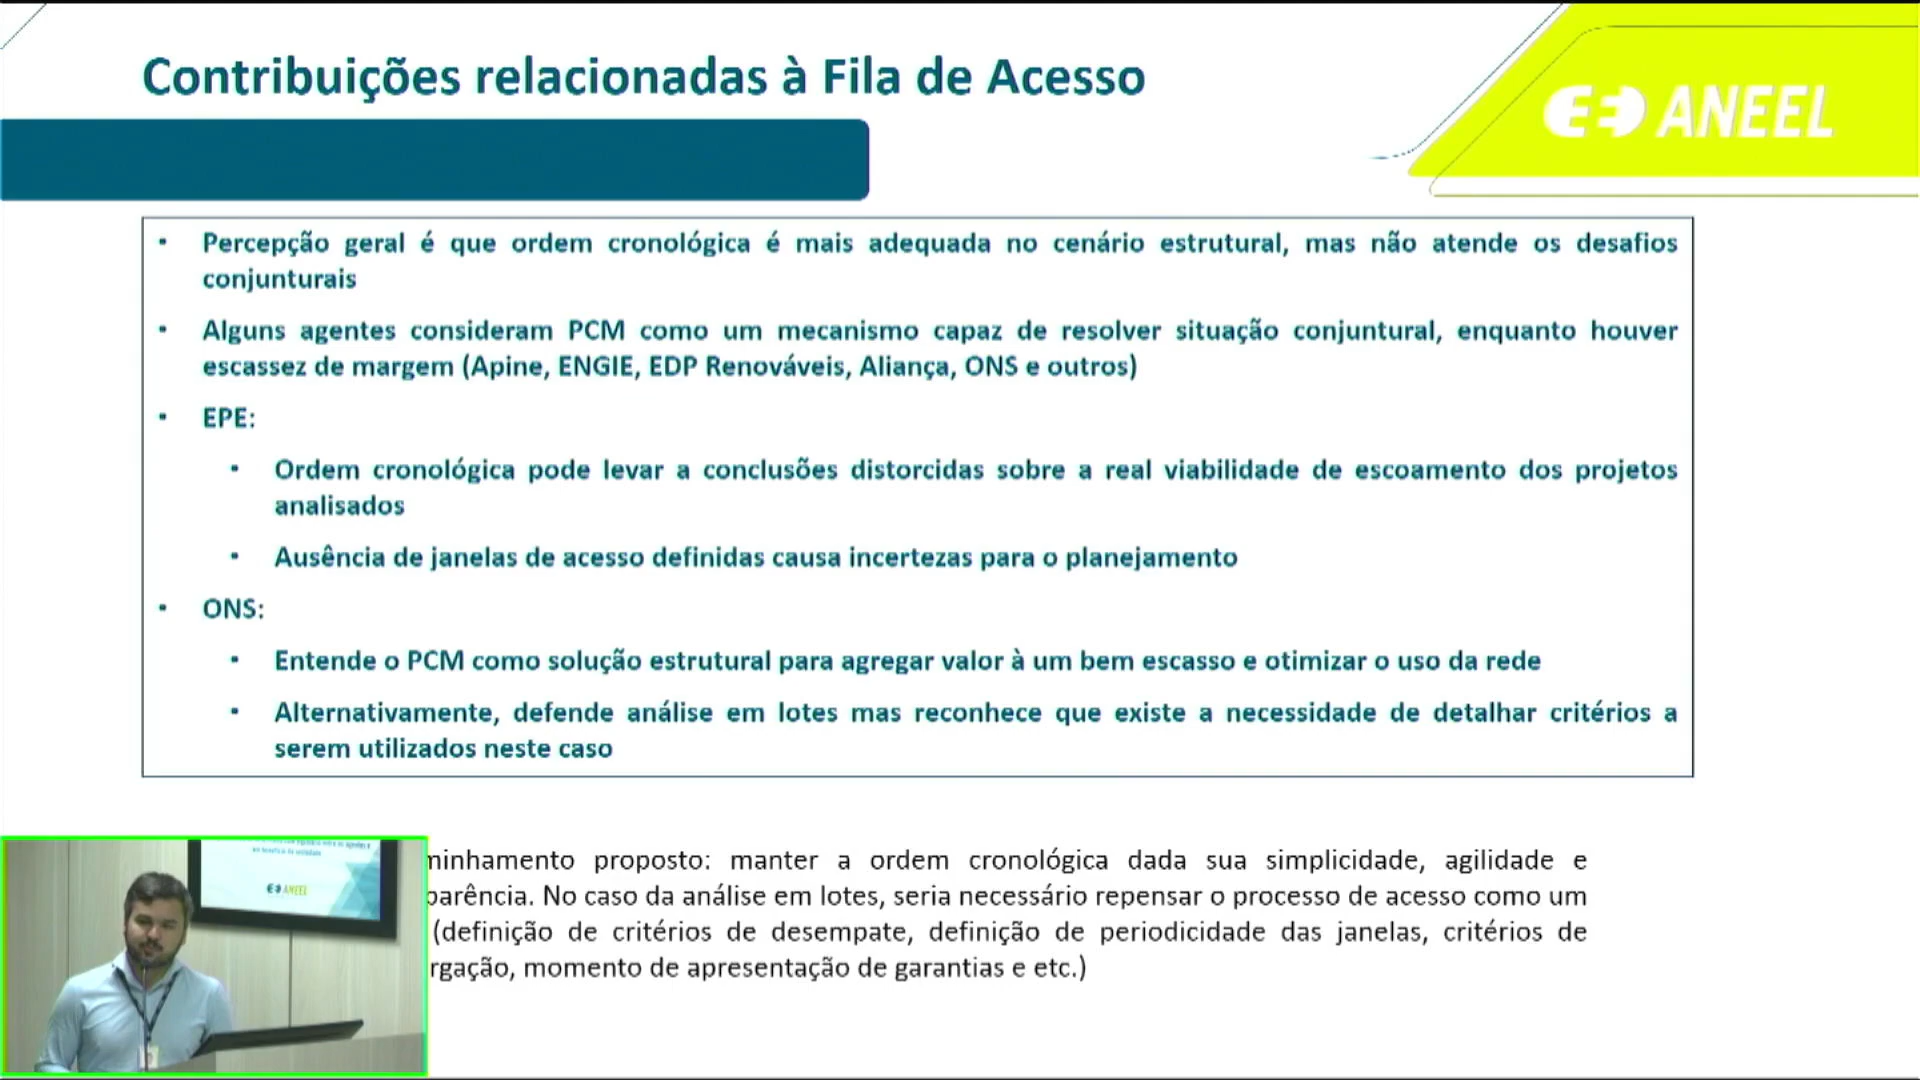 Contribuições relacionadas à Fila de Acesso
ANEEL
• Percepção geral é que ordem cronológica é mais adequada no cenário estrutural, mas não atende os desafios
conjunturais
• Alguns agentes consideram PCM como um mecanismo capaz de resolver situação conjuntural, enquanto houver
escassez de margem (Apine, ENGIE, EDP Renováveis, Aliança, ONS e outros)
• EPE:
• Ordem cronológica pode levar a conclusões distorcidas sobre a real viabilidade de escoamento dos projetos
analisados
• Ausência de janelas de acesso definidas causa incertezas para o planejamento
• ONS:
• Entende o PCM como solução estrutural para agregar valor à um bem escasso e otimizar o uso da rede
• Alternativamente, defende análise em lotes mas reconhece que existe a necessidade de detalhar critérios a
serem utilizados neste caso
minhamento proposto: manter a ordem cronológica dada sua simplicidade, agilidade e
parência. No caso da análise em lotes, seria necessário repensar o processo de acesso como um
(definição de critérios de desempate, definição de periodicidade das janelas, critérios de
rgação, momento de apresentação de garantias e etc.)
ANEEL